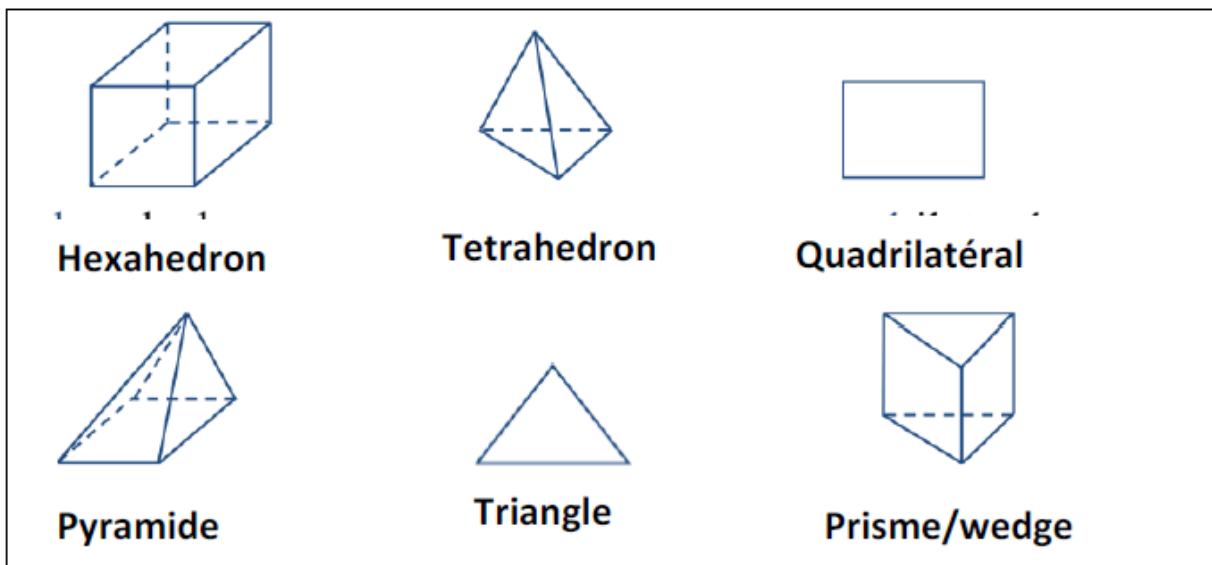 Hexahedron
Tetrahedron
Quadrilatéral
Pyramide
Triangle
Prisme/wedge